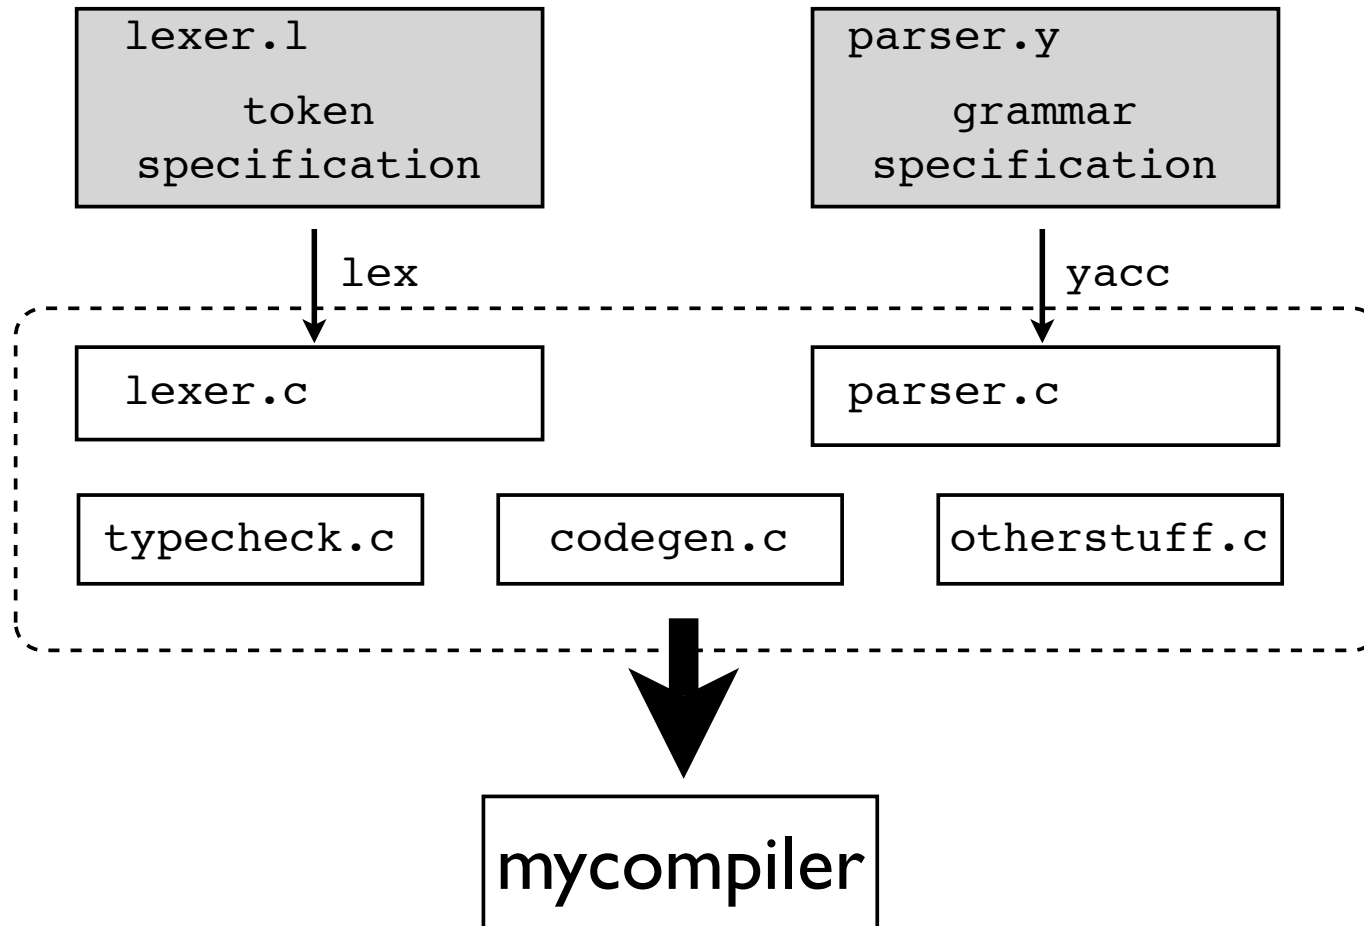 lexer.l
token
specification
parser.y
grammar
specification
lex
yacc
lexer.c
parser.c
typecheck.c
codegen.c
otherstuff.c
mycompiler